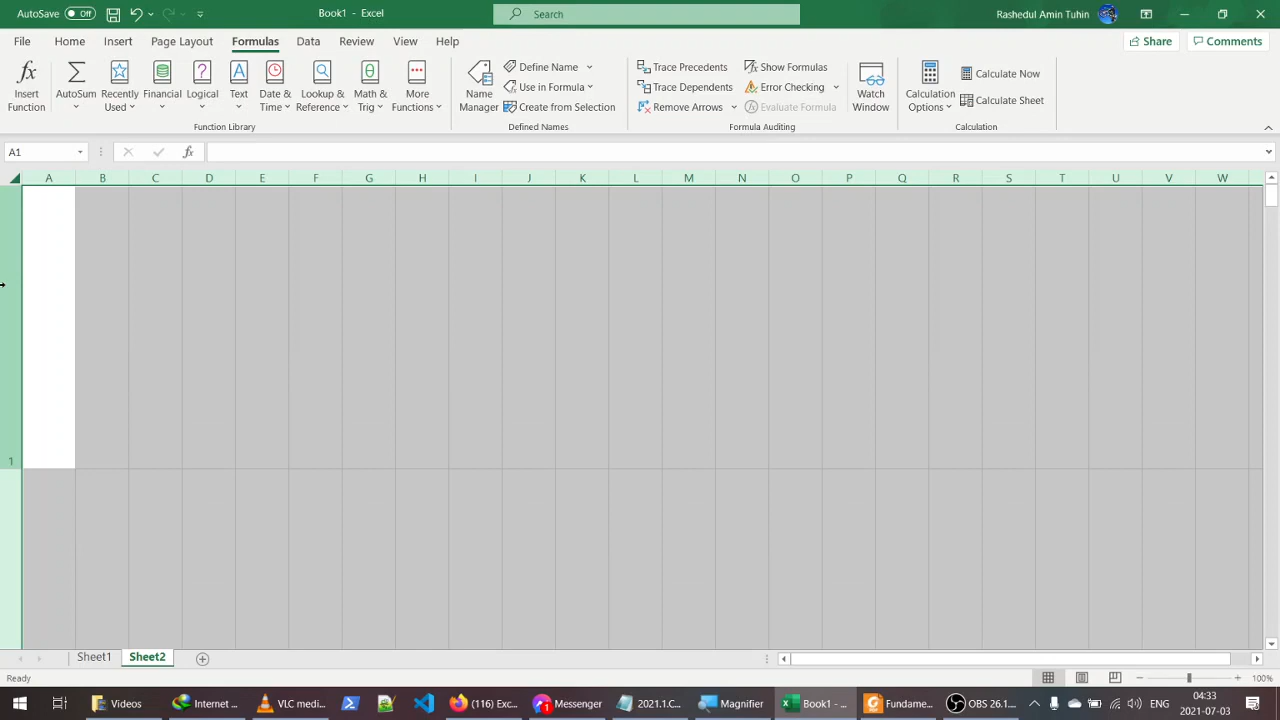 AutoSave Off Book1 - Excel Search Rashedul Amin Tuhin
File Home Insert Page Layout Formulas Data Review View Help Share Comments
Insert Function AutoSum Recently Used Financial Logical Text Date & Time Lookup & Reference Math & Trig More Functions
Function Library
Name Manager Define Name Use in Formula Create from Selection
Defined Names
Trace Precedents Trace Dependents Remove Arrows Show Formulas Error Checking Evaluate Formula Watch Window
Formula Auditing
Calculation Options Calculate Now Calculate Sheet
Calculation
A1 fx
A B C D E F G H I J K L M N O P Q R S T U V W
1
Sheet1 Sheet2
Ready 100%
Videos Internet ... VLC medi... (116) Exc... Messenger 2021.1.C... Magnifier Book1 - ... Fundame... OBS 26.1... ENG 04:33
2021-07-03